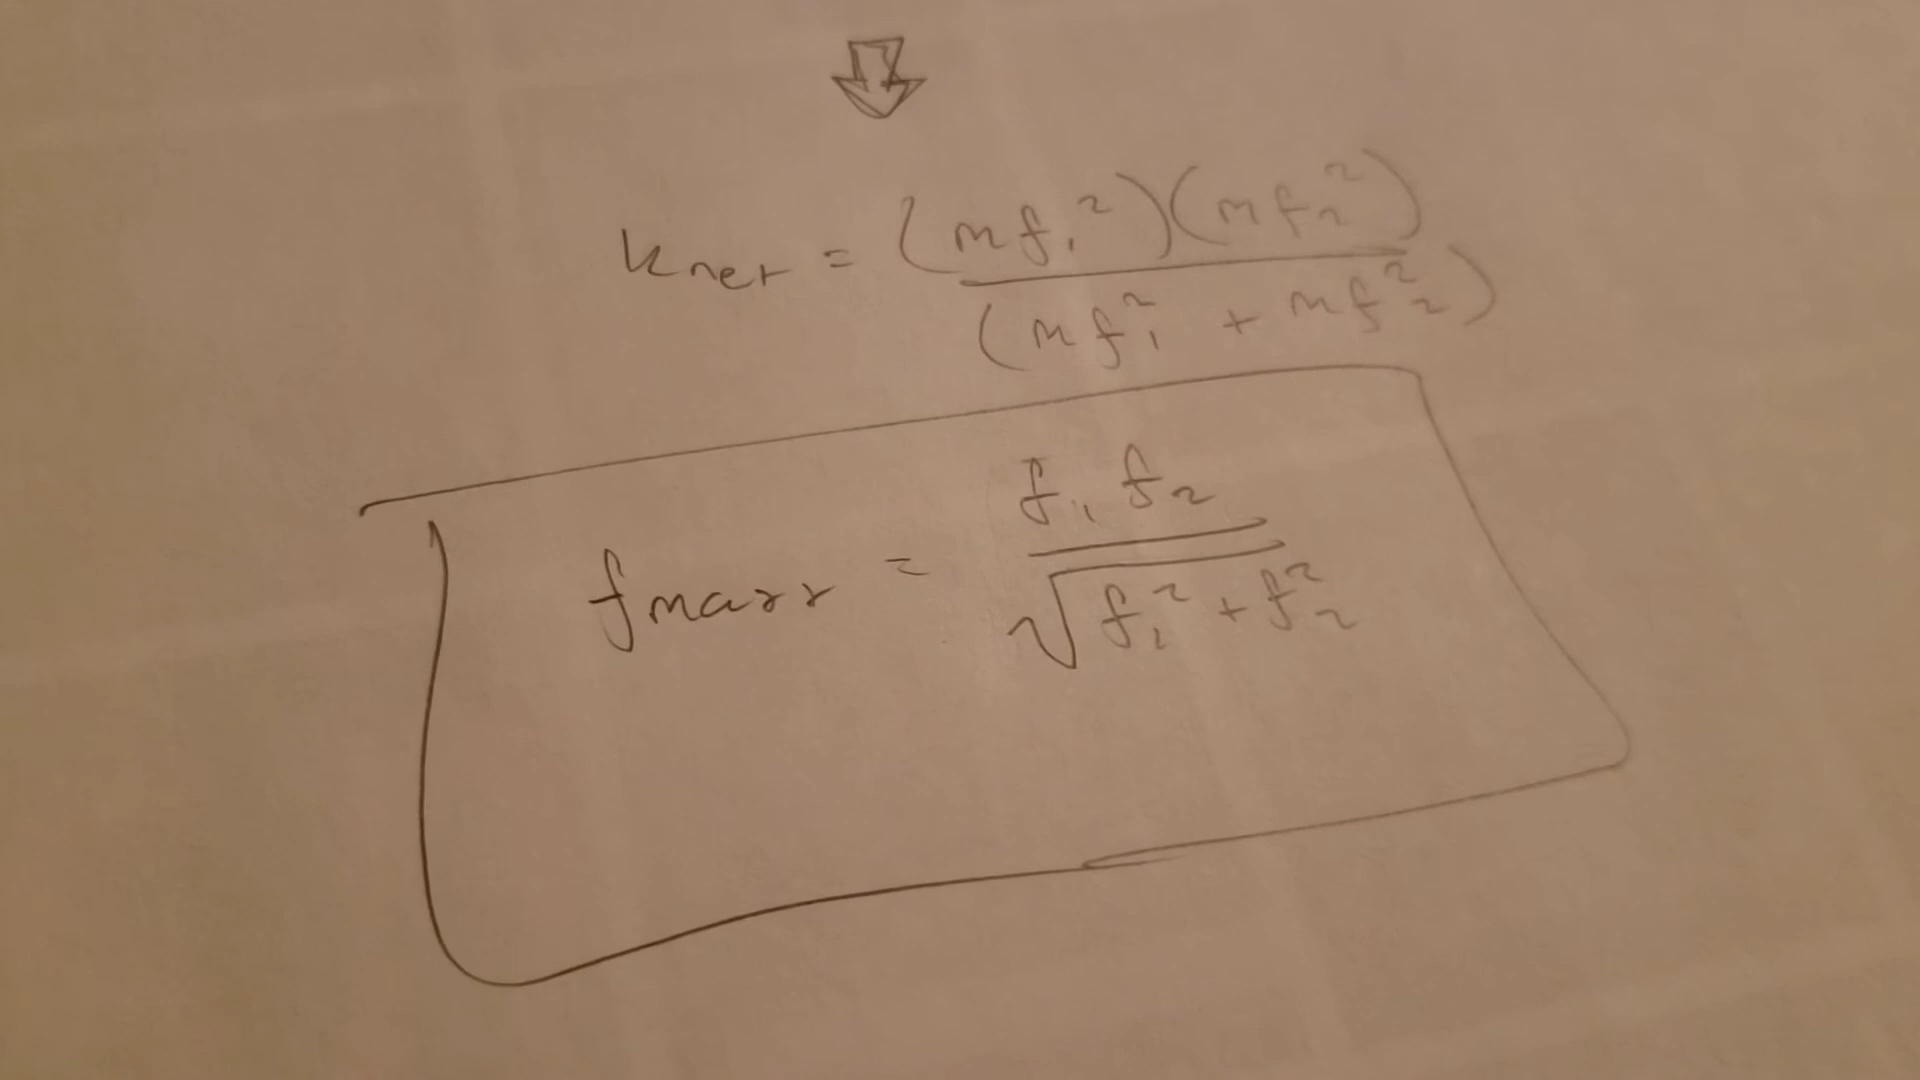 k_net = (mf₁²)(mf₂²) / (mf₁² + mf₂²)
f_mass = f₁ f₂ / √(f₁² + f₂²)